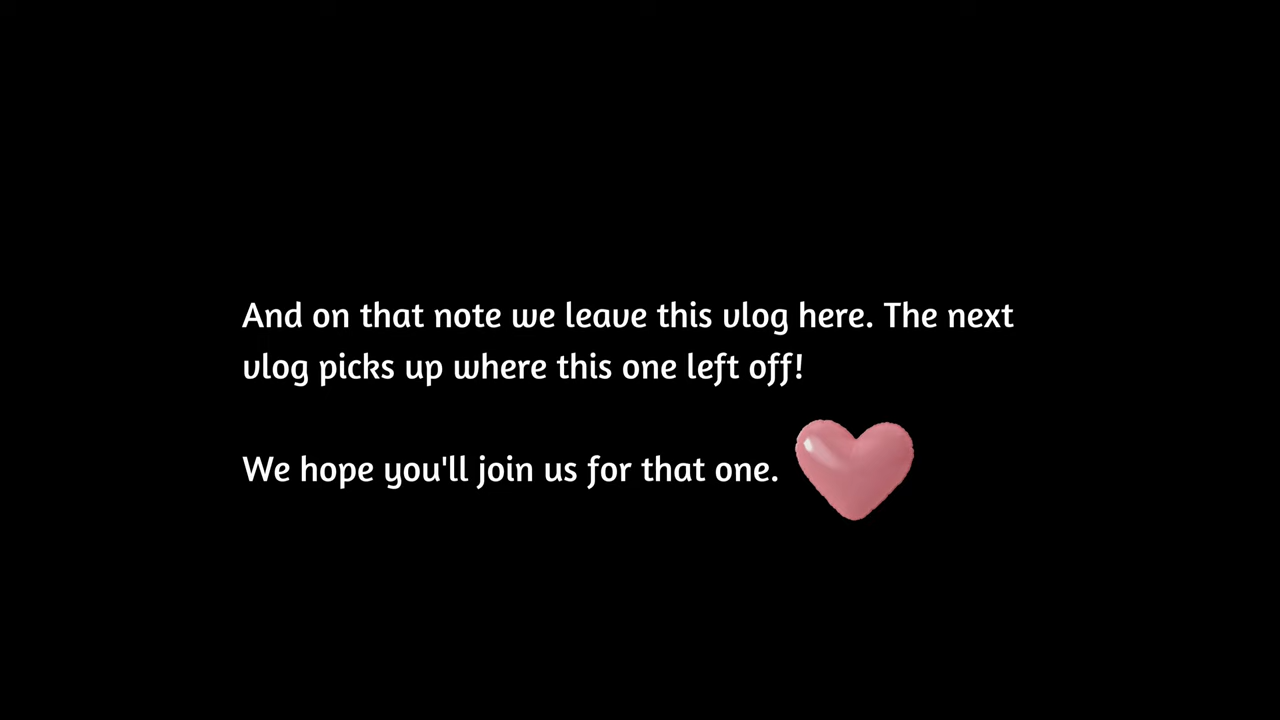 And on that note we leave this vlog here. The next
vlog picks up where this one left off!
We hope you'll join us for that one.